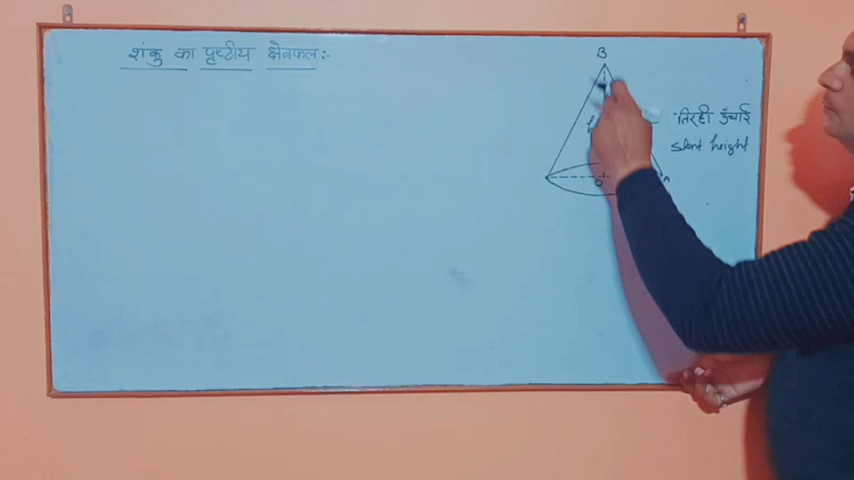 शंकु का पृष्ठीय क्षेत्रफल:-
B
तिरछी ऊँचाई
slant height
h
O
A